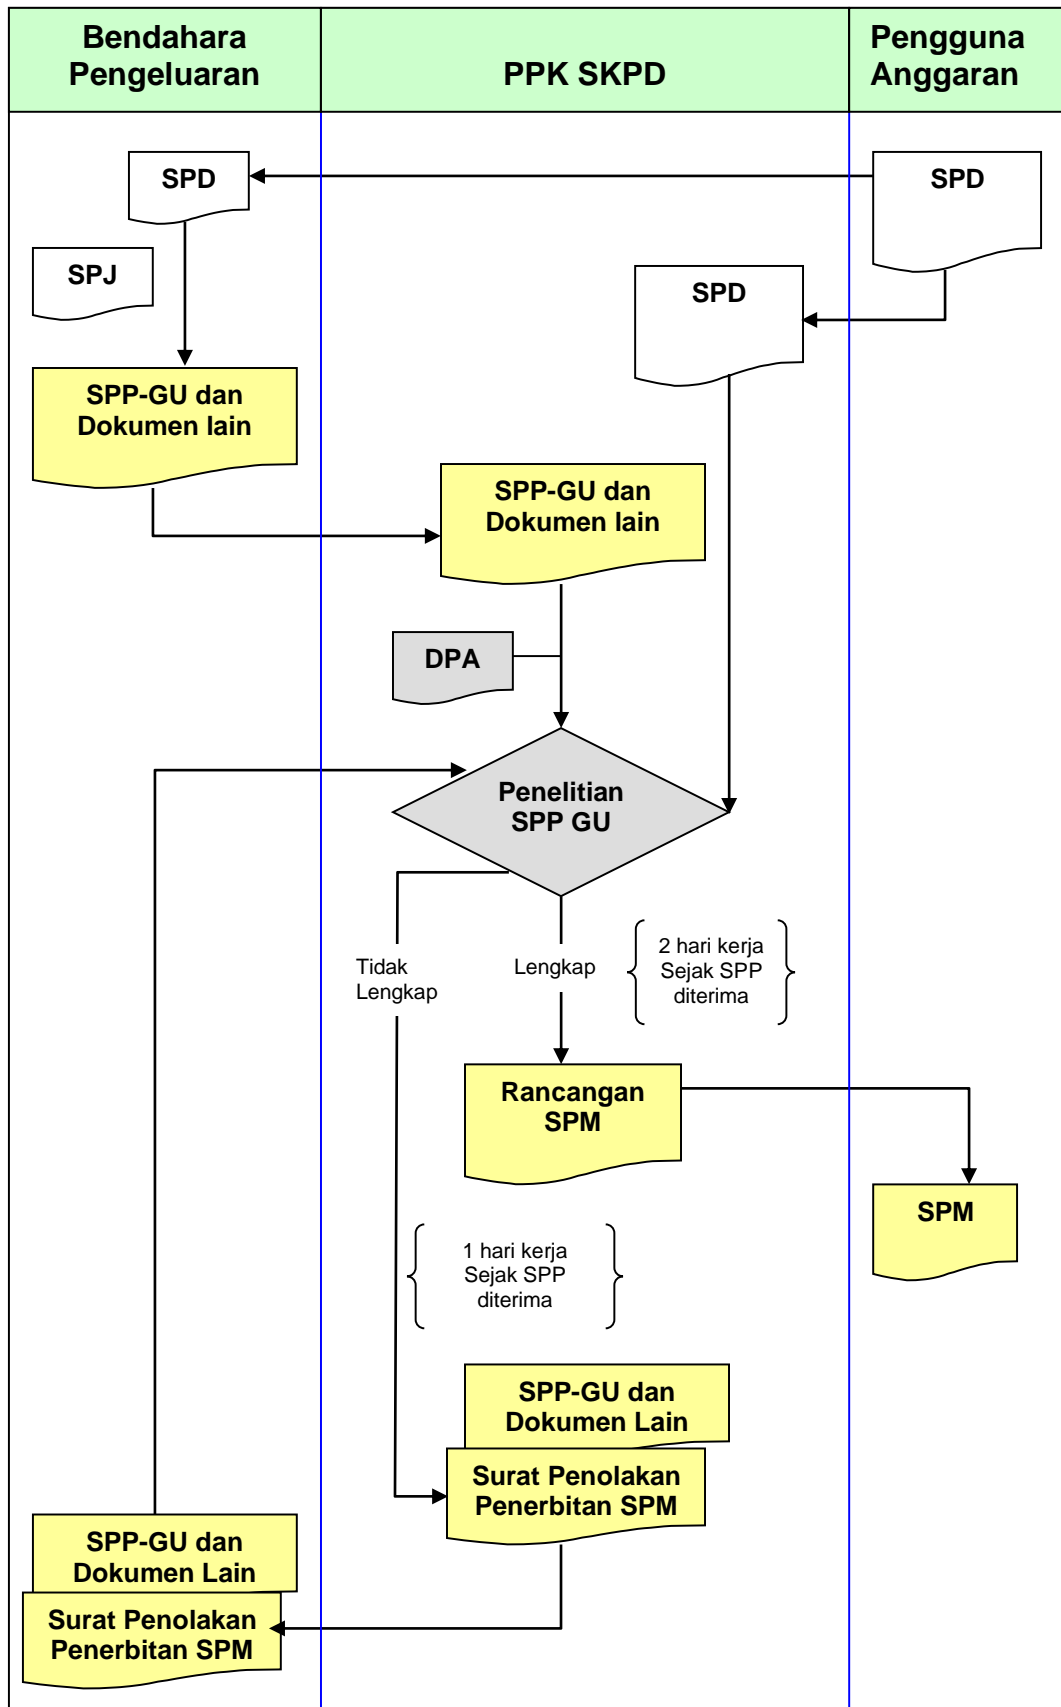 Bendahara
Pengeluaran
PPK SKPD
Pengguna
Anggaran
SPD
SPD
SPJ
SPD
SPP-GU dan
Dokumen lain
SPP-GU dan
Dokumen lain
DPA
Penelitian
SPP GU
Tidak
Lengkap
Lengkap
2 hari kerja
Sejak SPP
diterima
Rancangan
SPM
SPM
1 hari kerja
Sejak SPP
diterima
SPP-GU dan
Dokumen Lain
Surat Penolakan
Penerbitan SPM
SPP-GU dan
Dokumen Lain
Surat Penolakan
Penerbitan SPM